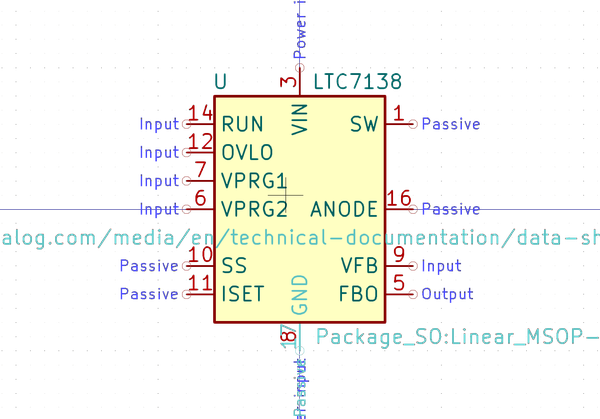 Power i
U LTC7138
3
VIN
Input 14 RUN SW 1 Passive
Input 12 OVLO
Input 7 VPRG1
Input 6 VPRG2 ANODE 16 Passive
alog.com/media/en/technical-documentation/data-sh
Passive 10 SS VFB 9 Input
Passive 11 ISET FBO 5 Output
GND
17
8
Package_SO:Linear_MSOP-